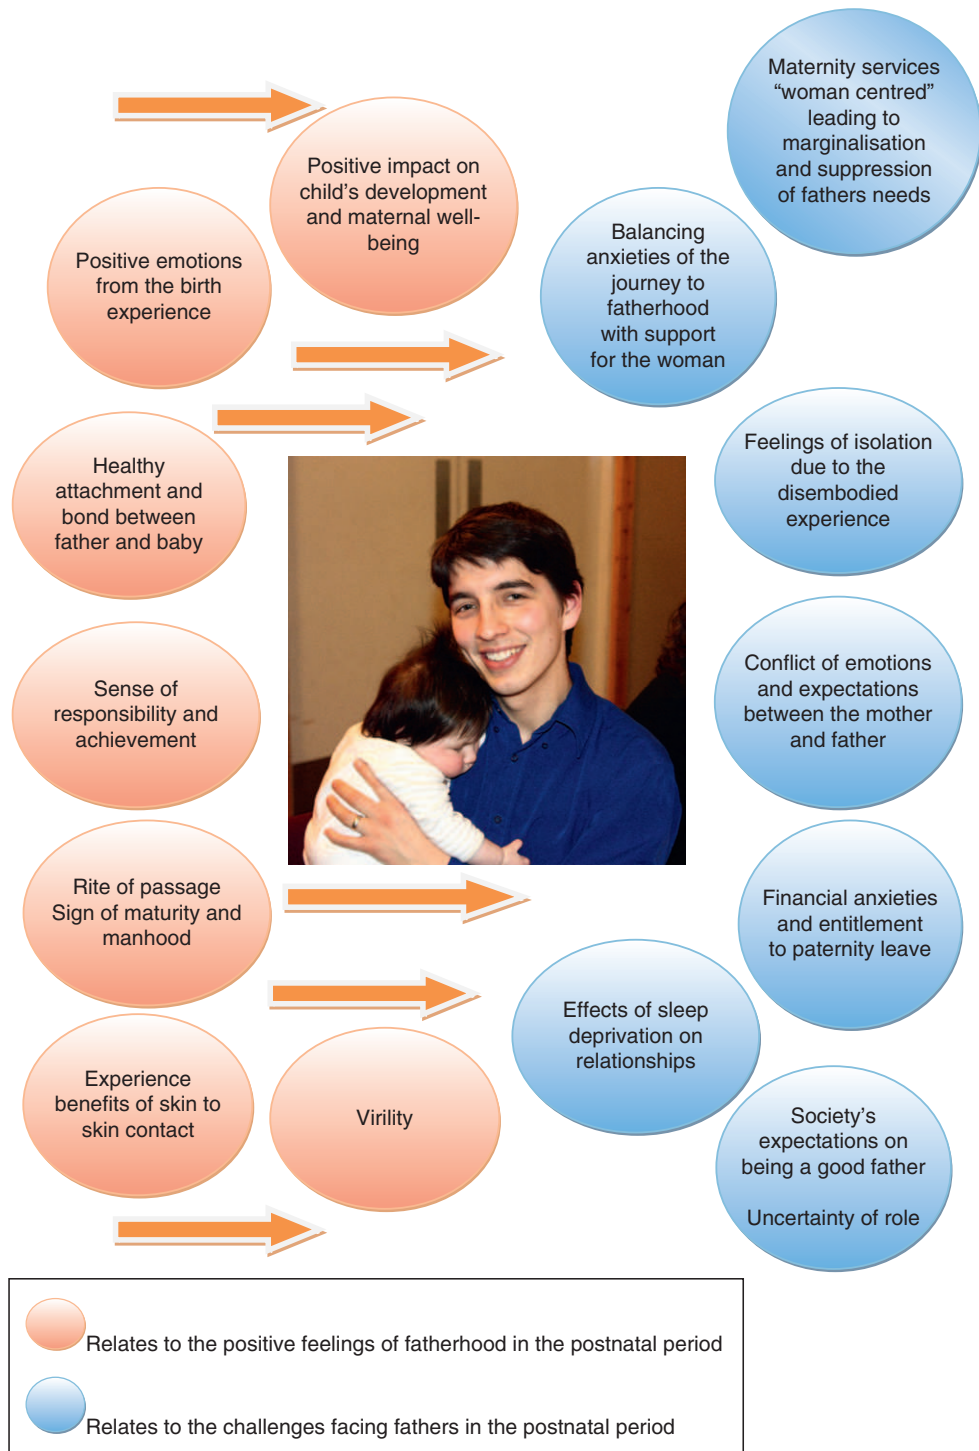 Maternity services
“woman centred”
leading to
marginalisation
and suppression
of fathers needs
Positive impact on
child’s development
and maternal well-
being
Balancing
anxieties of the
journey to
fatherhood
with support
for the woman
Positive emotions
from the birth
experience
Healthy
attachment and
bond between
father and baby
Feelings of isolation
due to the
disembodied
experience
Sense of
responsibility and
achievement
Conflict of emotions
and expectations
between the mother
and father
Rite of passage
Sign of maturity and
manhood
Financial anxieties
and entitlement
to paternity leave
Effects of sleep
deprivation on
relationships
Experience
benefits of skin to
skin contact
Virility
Society’s
expectations on
being a good father
Uncertainty of role
Relates to the positive feelings of fatherhood in the postnatal period
Relates to the challenges facing fathers in the postnatal period